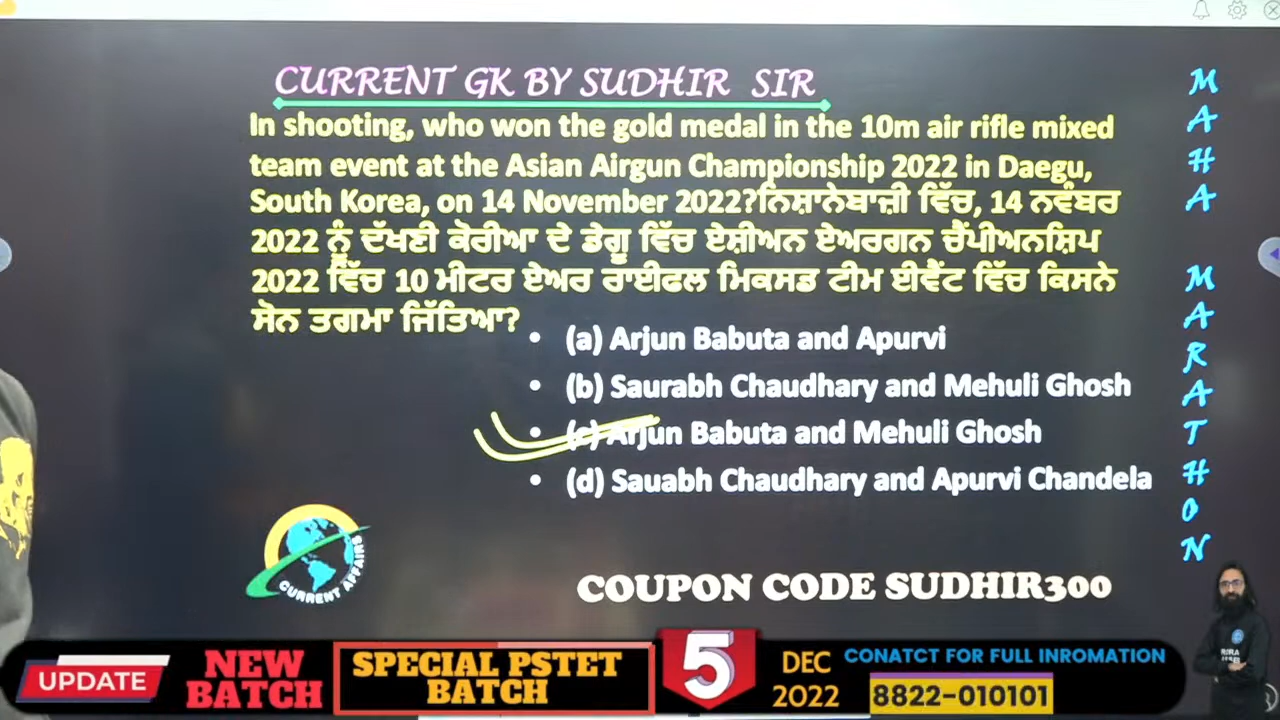 CURRENT GK BY SUDHIR SIR
In shooting, who won the gold medal in the 10m air rifle mixed
team event at the Asian Airgun Championship 2022 in Daegu,
South Korea, on 14 November 2022?ਨਿਸ਼ਾਨੇਬਾਜ਼ੀ ਵਿੱਚ, 14 ਨਵੰਬਰ
2022 ਨੂੰ ਦੱਖਣੀ ਕੋਰੀਆ ਦੇ ਡੇਗੂ ਵਿੱਚ ਏਸ਼ੀਅਨ ਏਅਰਗਨ ਚੈਂਪੀਅਨਸ਼ਿਪ
2022 ਵਿੱਚ 10 ਮੀਟਰ ਏਅਰ ਰਾਈਫਲ ਮਿਕਸਡ ਟੀਮ ਈਵੈਂਟ ਵਿੱਚ ਕਿਸਨੇ
ਸੋਨ ਤਗਮਾ ਜਿੱਤਿਆ?
• (a) Arjun Babuta and Apurvi
• (b) Saurabh Chaudhary and Mehuli Ghosh
• (c) Arjun Babuta and Mehuli Ghosh
• (d) Sauabh Chaudhary and Apurvi Chandela
MAHA MARATHON
CURRENT AFFAIRS
COUPON CODE SUDHIR300
UPDATE
NEW
BATCH
SPECIAL PSTET
BATCH
5
DEC
2022
CONATCT FOR FULL INROMATION
8822-010101